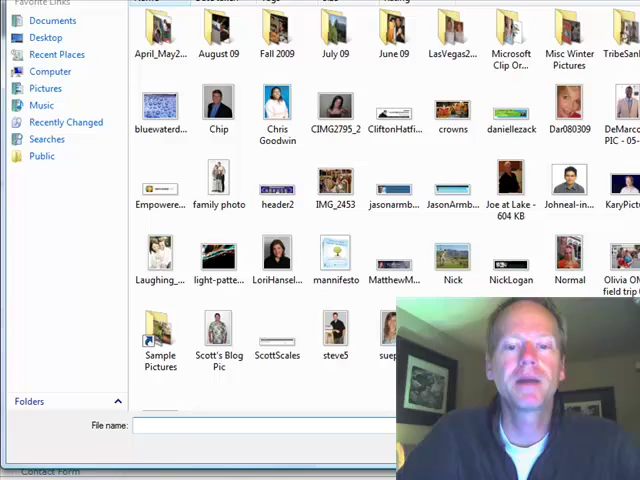 Favorite Links
Documents
Desktop
Recent Places
Computer
Pictures
Music
Recently Changed
Searches
Public
April_May2...
August 09
Fall 2009
July 09
June 09
LasVegas2...
Microsoft Clip Or...
Misc Winter Pictures
TribeSan
bluewaterd...
Chip
Chris Goodwin
CIMG2795_2
CliftonHatfi...
crowns
daniellezack
Dar080309
DeMarco PIC - 05-
Empowere...
family photo
header2
IMG_2453
jasonarmb...
JasonArmb...
Joe at Lake - 604 KB
Johneal-in...
KaryPictu
Laughing_...
light-patte...
LoriHansel...
mannifesto
MatthewM...
Nick
NickLogan
Normal
Olivia OM field trip
Sample Pictures
Scott's Blog Pic
ScottScales
steve5
suep
Folders
File name:
Contact Form